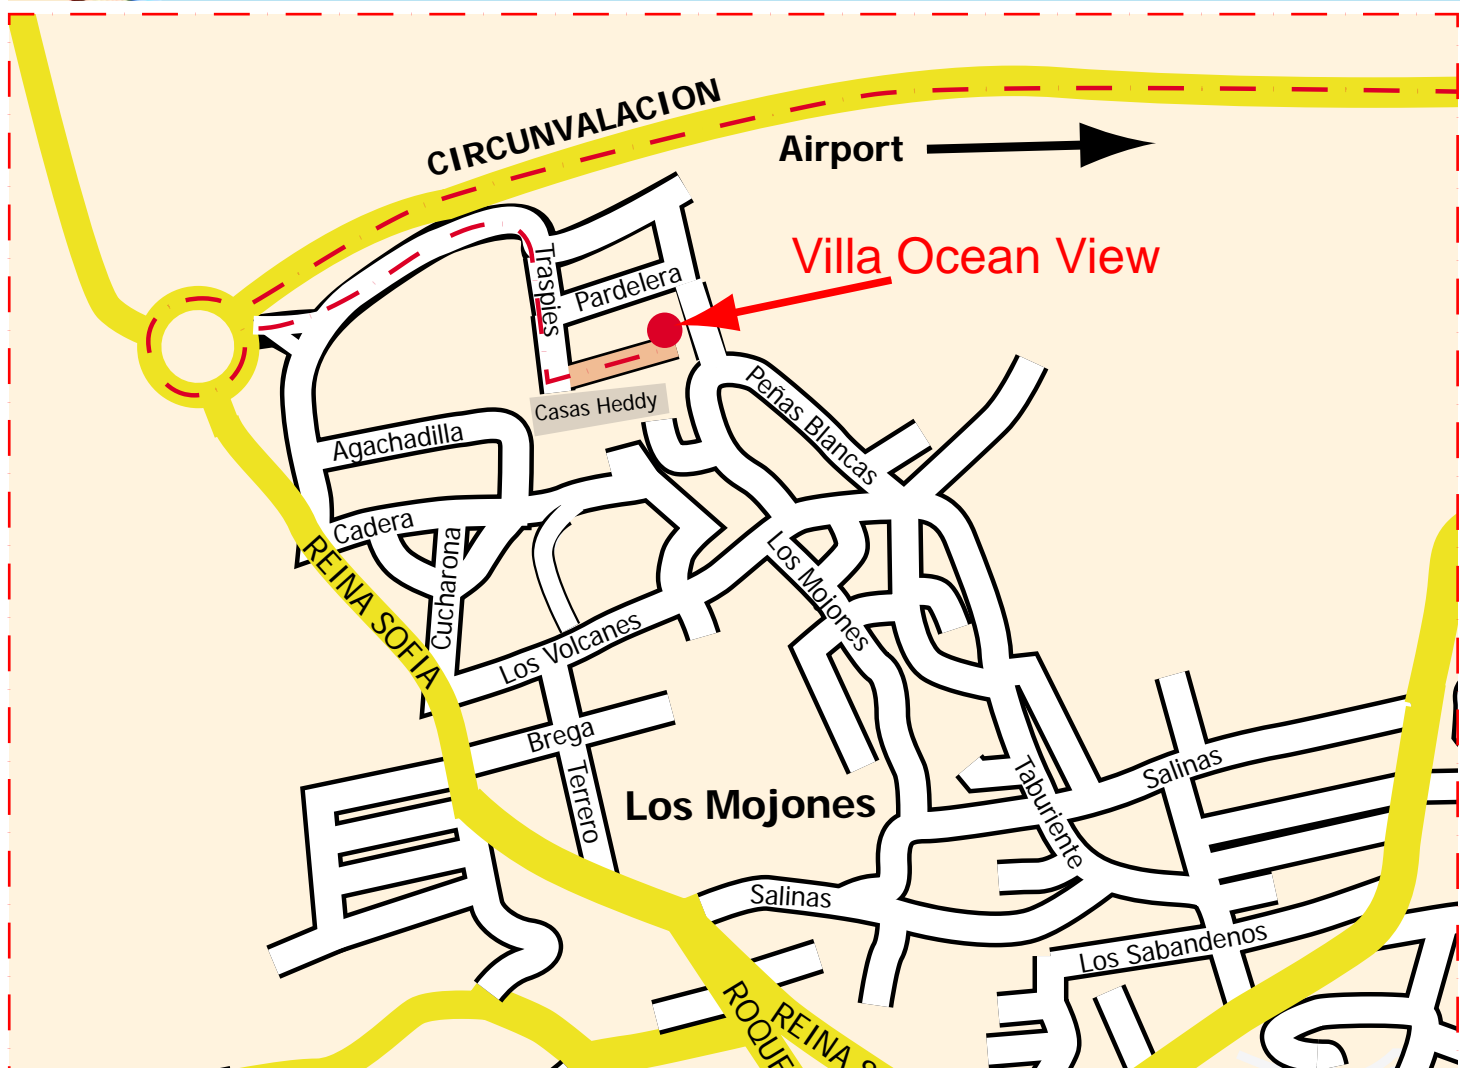 CIRCUNVALACION
Airport
Villa Ocean View
Traspies
Pardelera
Casas Heddy
Peñas Blancas
Agachadilla
Cadera
Cucharona
REINA SOFIA
Los Mojones
Los Volcanes
Brega
Terrero
Los Mojones
Salinas
Taburiente
Salinas
Los Sabandenos
ROQUE
REINA S